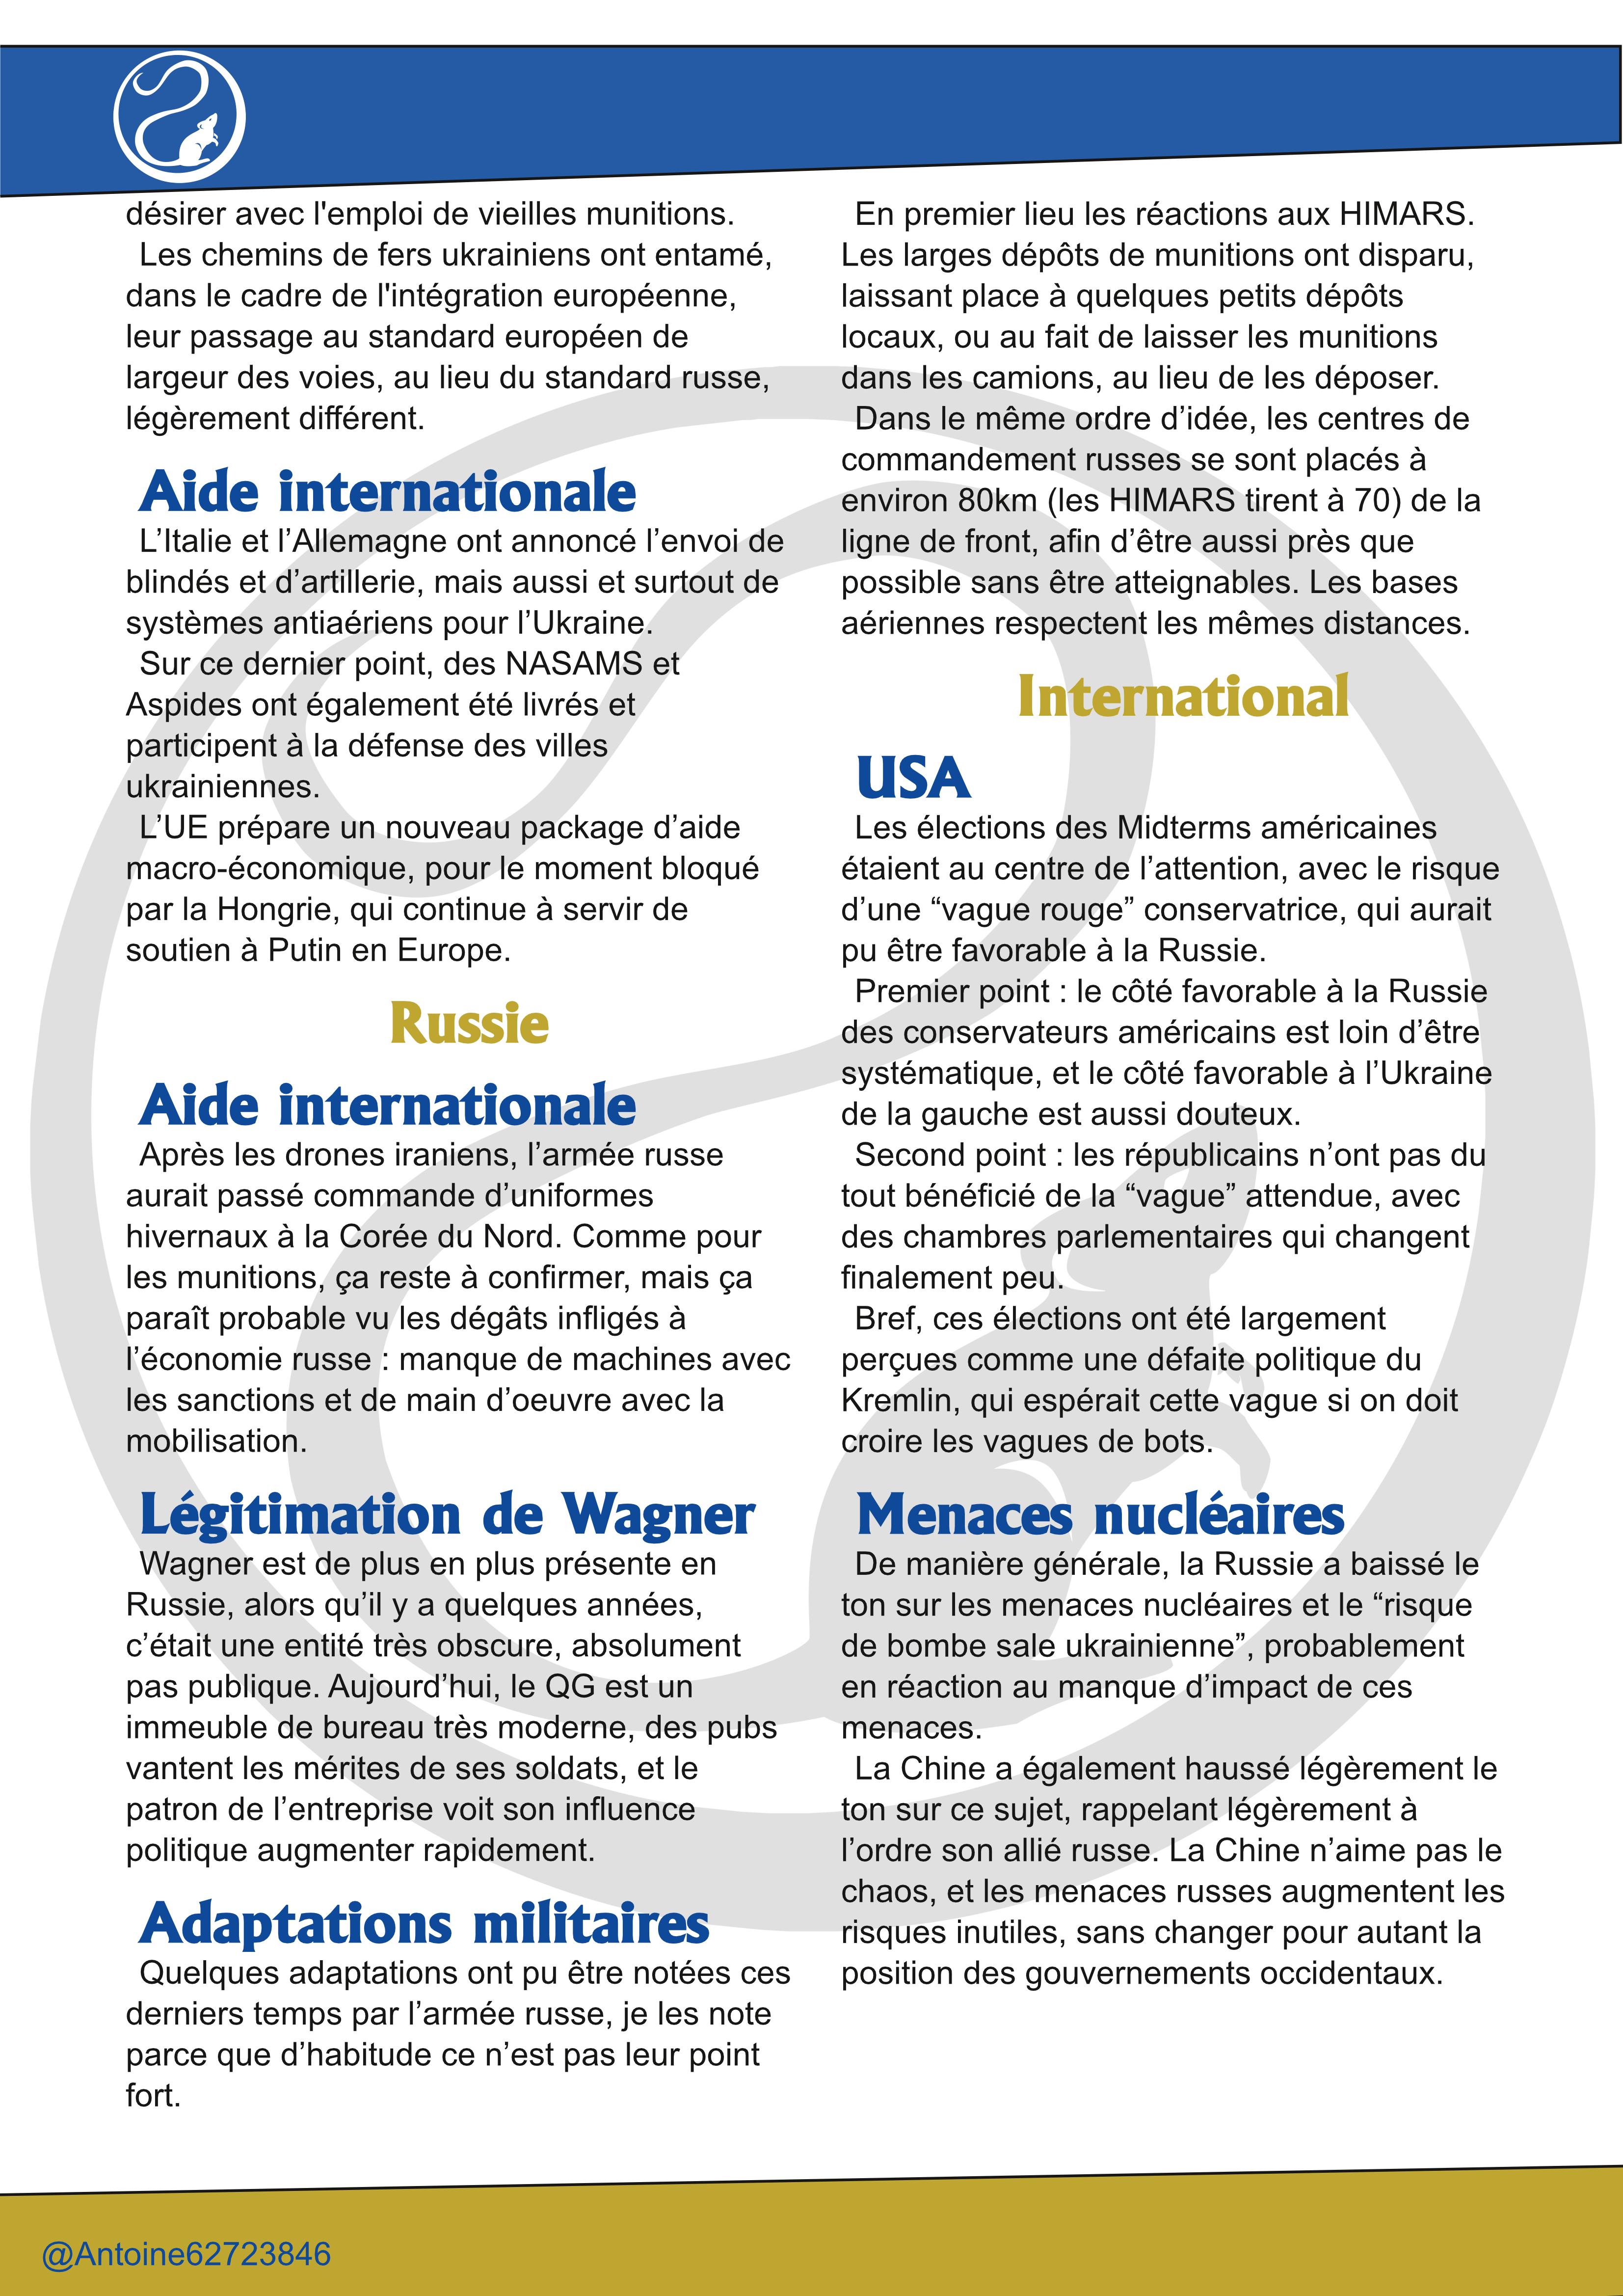 désirer avec l'emploi de vieilles munitions.
Les chemins de fers ukrainiens ont entamé,
dans le cadre de l'intégration européenne,
leur passage au standard européen de
largeur des voies, au lieu du standard russe,
légèrement différent.
Aide internationale
L’Italie et l’Allemagne ont annoncé l’envoi de
blindés et d’artillerie, mais aussi et surtout de
systèmes antiaériens pour l’Ukraine.
Sur ce dernier point, des NASAMS et
Aspides ont également été livrés et
participent à la défense des villes
ukrainiennes.
L’UE prépare un nouveau package d’aide
macro-économique, pour le moment bloqué
par la Hongrie, qui continue à servir de
soutien à Putin en Europe.
Russie
Aide internationale
Après les drones iraniens, l’armée russe
aurait passé commande d’uniformes
hivernaux à la Corée du Nord. Comme pour
les munitions, ça reste à confirmer, mais ça
paraît probable vu les dégâts infligés à
l’économie russe : manque de machines avec
les sanctions et de main d’oeuvre avec la
mobilisation.
Légitimation de Wagner
Wagner est de plus en plus présente en
Russie, alors qu’il y a quelques années,
c’était une entité très obscure, absolument
pas publique. Aujourd’hui, le QG est un
immeuble de bureau très moderne, des pubs
vantent les mérites de ses soldats, et le
patron de l’entreprise voit son influence
politique augmenter rapidement.
Adaptations militaires
Quelques adaptations ont pu être notées ces
derniers temps par l’armée russe, je les note
parce que d’habitude ce n’est pas leur point
fort.
En premier lieu les réactions aux HIMARS.
Les larges dépôts de munitions ont disparu,
laissant place à quelques petits dépôts
locaux, ou au fait de laisser les munitions
dans les camions, au lieu de les déposer.
Dans le même ordre d’idée, les centres de
commandement russes se sont placés à
environ 80km (les HIMARS tirent à 70) de la
ligne de front, afin d’être aussi près que
possible sans être atteignables. Les bases
aériennes respectent les mêmes distances.
International
USA
Les élections des Midterms américaines
étaient au centre de l’attention, avec le risque
d’une “vague rouge” conservatrice, qui aurait
pu être favorable à la Russie.
Premier point : le côté favorable à la Russie
des conservateurs américains est loin d’être
systématique, et le côté favorable à l’Ukraine
de la gauche est aussi douteux.
Second point : les républicains n’ont pas du
tout bénéficié de la “vague” attendue, avec
des chambres parlementaires qui changent
finalement peu.
Bref, ces élections ont été largement
perçues comme une défaite politique du
Kremlin, qui espérait cette vague si on doit
croire les vagues de bots.
Menaces nucléaires
De manière générale, la Russie a baissé le
ton sur les menaces nucléaires et le “risque
de bombe sale ukrainienne”, probablement
en réaction au manque d’impact de ces
menaces.
La Chine a également haussé légèrement le
ton sur ce sujet, rappelant légèrement à
l’ordre son allié russe. La Chine n’aime pas le
chaos, et les menaces russes augmentent les
risques inutiles, sans changer pour autant la
position des gouvernements occidentaux.
@Antoine62723846